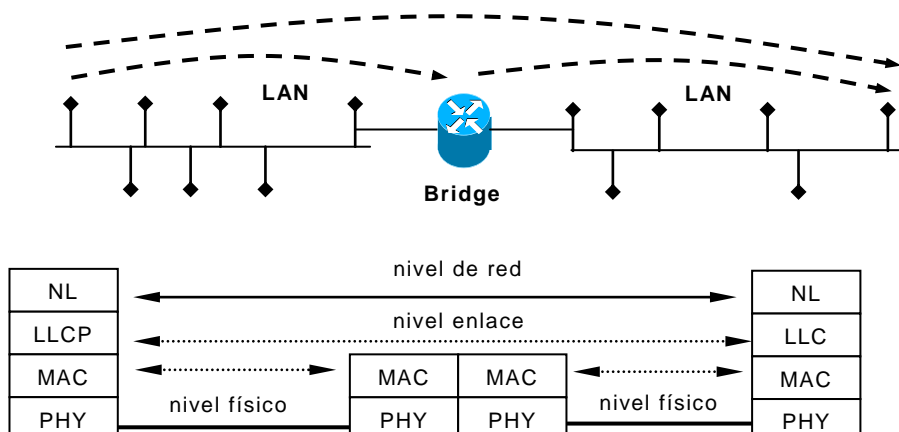 LAN
LAN
Bridge
nivel de red
NL
NL
nivel enlace
LLCP
LLC
MAC
MAC
MAC
MAC
nivel físico
nivel físico
PHY
PHY
PHY
PHY